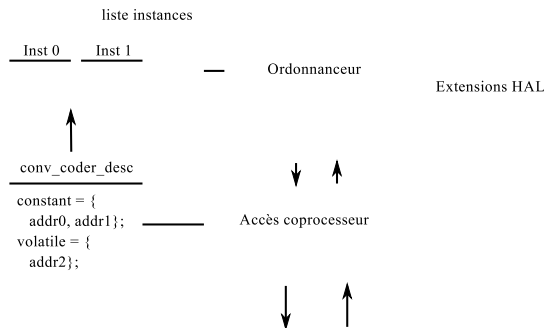 liste instances
Inst 0 Inst 1
Ordonnanceur
Extensions HAL
conv_coder_desc
constant = {
addr0, addr1};
volatile = {
addr2};
Accès coprocesseur